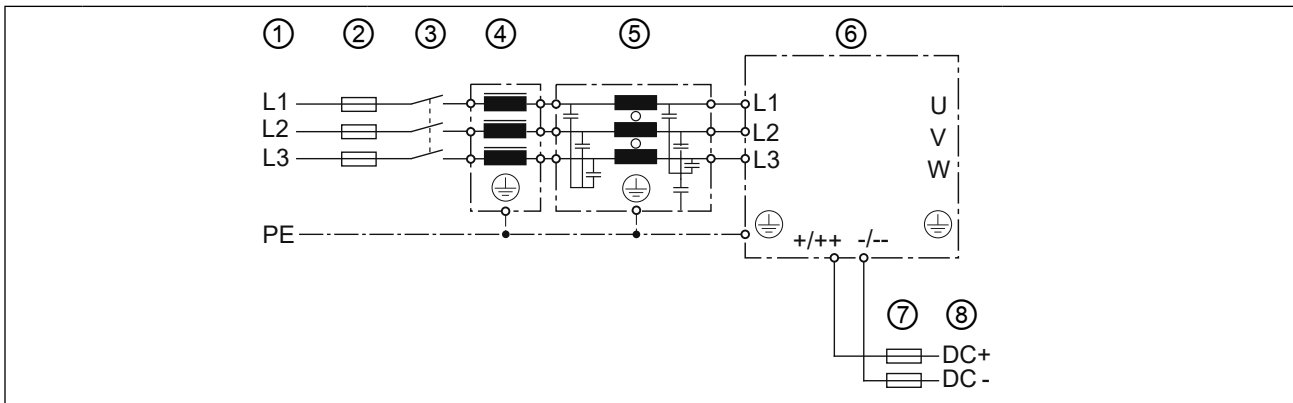 ① ② ③ ④ ⑤ ⑥
L1 L1 U
L2 L2 V
L3 L3 W
PE +/++ -/--
⑦ ⑧
DC+
DC -